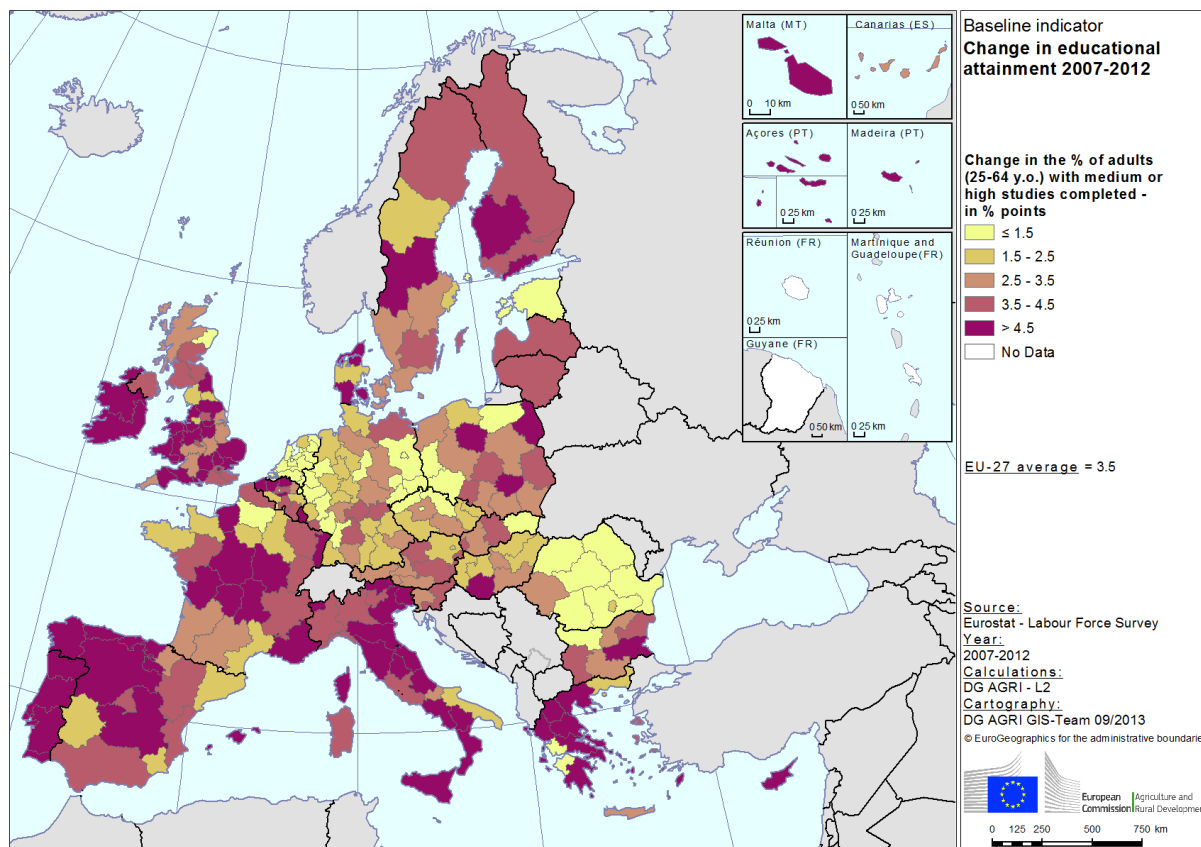 Malta (MT)
0 10 km
Canarias (ES)
0 50 km
Açores (PT)
0 25 km
Madeira (PT)
0 25 km
Réunion (FR)
0 25 km
Martinique and
Guadeloupe(FR)
0 25 km
Guyane (FR)
0 50 km
Baseline indicator
Change in educational
attainment 2007-2012
Change in the % of adults
(25-64 y.o.) with medium or
high studies completed -
in % points
≤ 1.5
1.5 - 2.5
2.5 - 3.5
3.5 - 4.5
> 4.5
No Data
EU-27 average = 3.5
Source:
Eurostat - Labour Force Survey
Year:
2007-2012
Calculations:
DG AGRI - L2
Cartography:
DG AGRI GIS-Team 09/2013
© EuroGeographics for the administrative boundarie
European
Commission
Agriculture and
Rural Developmen
0 125 250 500 750 km